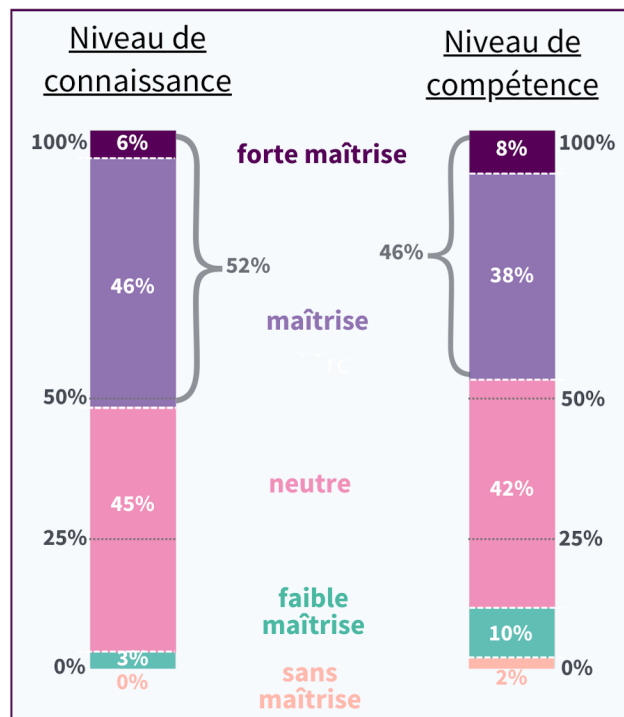 Niveau de
connaissance
Niveau de
compétence
100%
6%
forte maîtrise
8%
100%
46%
52%
46%
38%
maîtrise
50%
50%
45%
neutre
42%
25%
25%
faible
maîtrise
3%
10%
0%
0%
0%
sans
maîtrise
2%